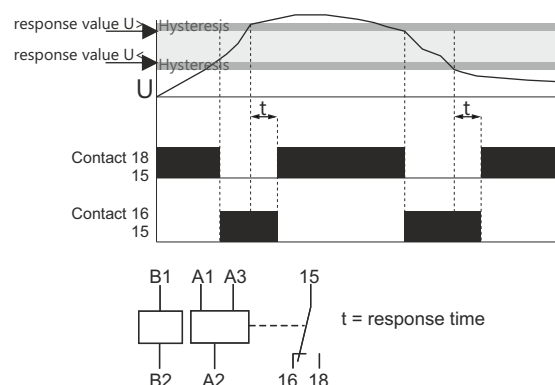 response value U>
Hysteresis
response value U<
Hysteresis
U
t
t
Contact 18
15
Contact 16
15
B1 A1 A3 15
t = response time
B2 A2 16 18